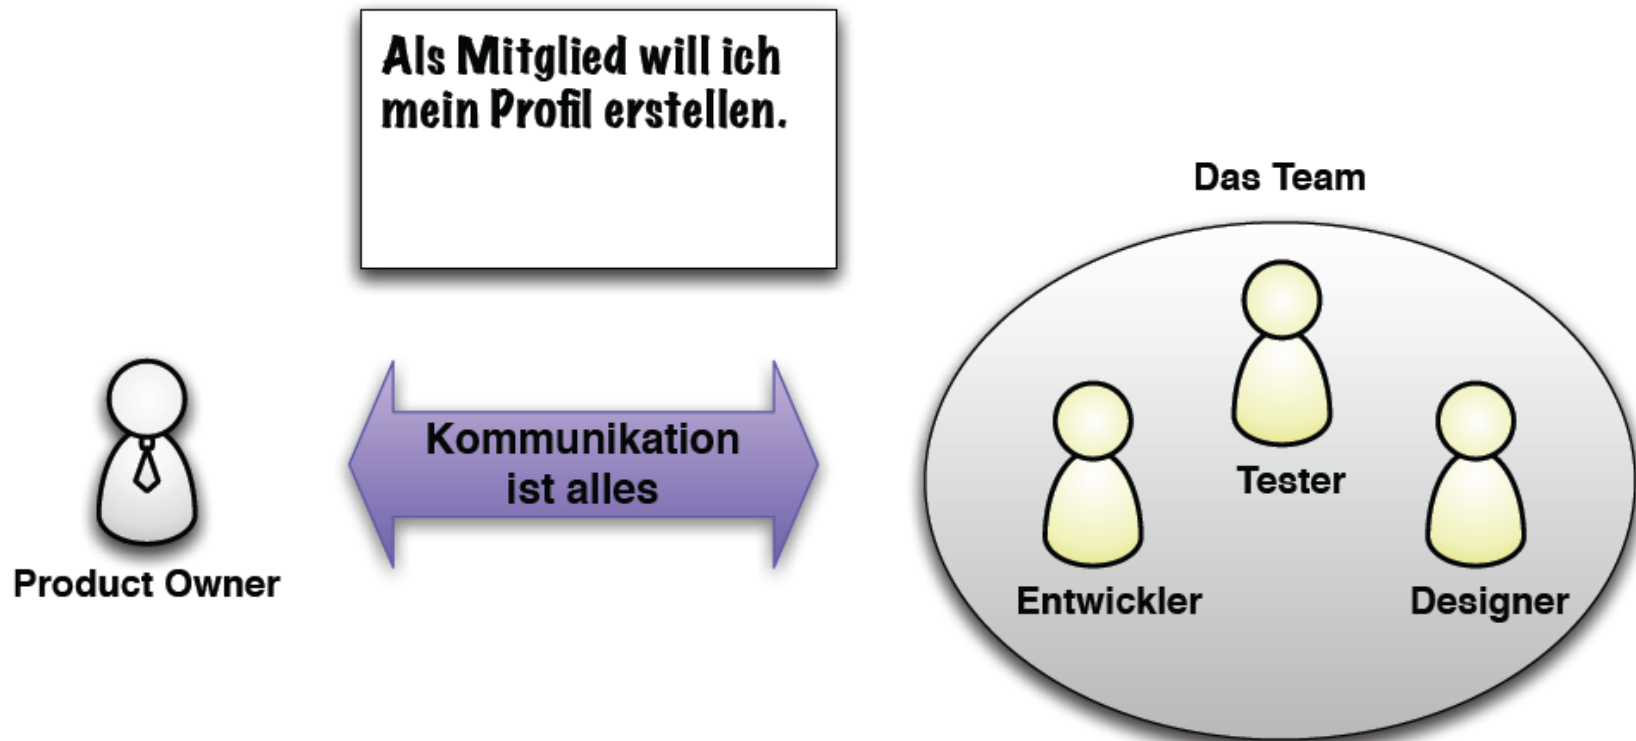 Als Mitglied will ich
mein Profil erstellen.
Das Team
Kommunikation
ist alles
Tester
Product Owner
Entwickler
Designer